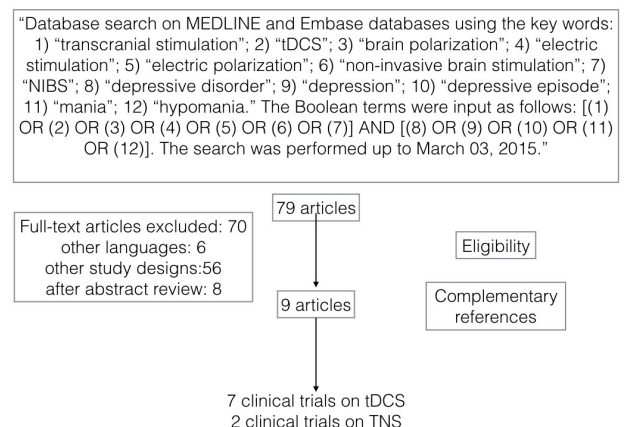 “Database search on MEDLINE and Embase databases using the key words:
1) “transcranial stimulation”; 2) “tDCS”; 3) “brain polarization”; 4) “electric
stimulation”; 5) “electric polarization”; 6) “non-invasive brain stimulation”; 7)
“NIBS”; 8) “depressive disorder”; 9) “depression”; 10) “depressive episode”;
11) “mania”; 12) “hypomania.” The Boolean terms were input as follows: [(1)
OR (2) OR (3) OR (4) OR (5) OR (6) OR (7)] AND [(8) OR (9) OR (10) OR (11)
OR (12)]. The search was performed up to March 03, 2015.”
79 articles
Full-text articles excluded: 70
other languages: 6
other study designs:56
after abstract review: 8
Eligibility
9 articles
Complementary
references
7 clinical trials on tDCS
2 clinical trials on TNS